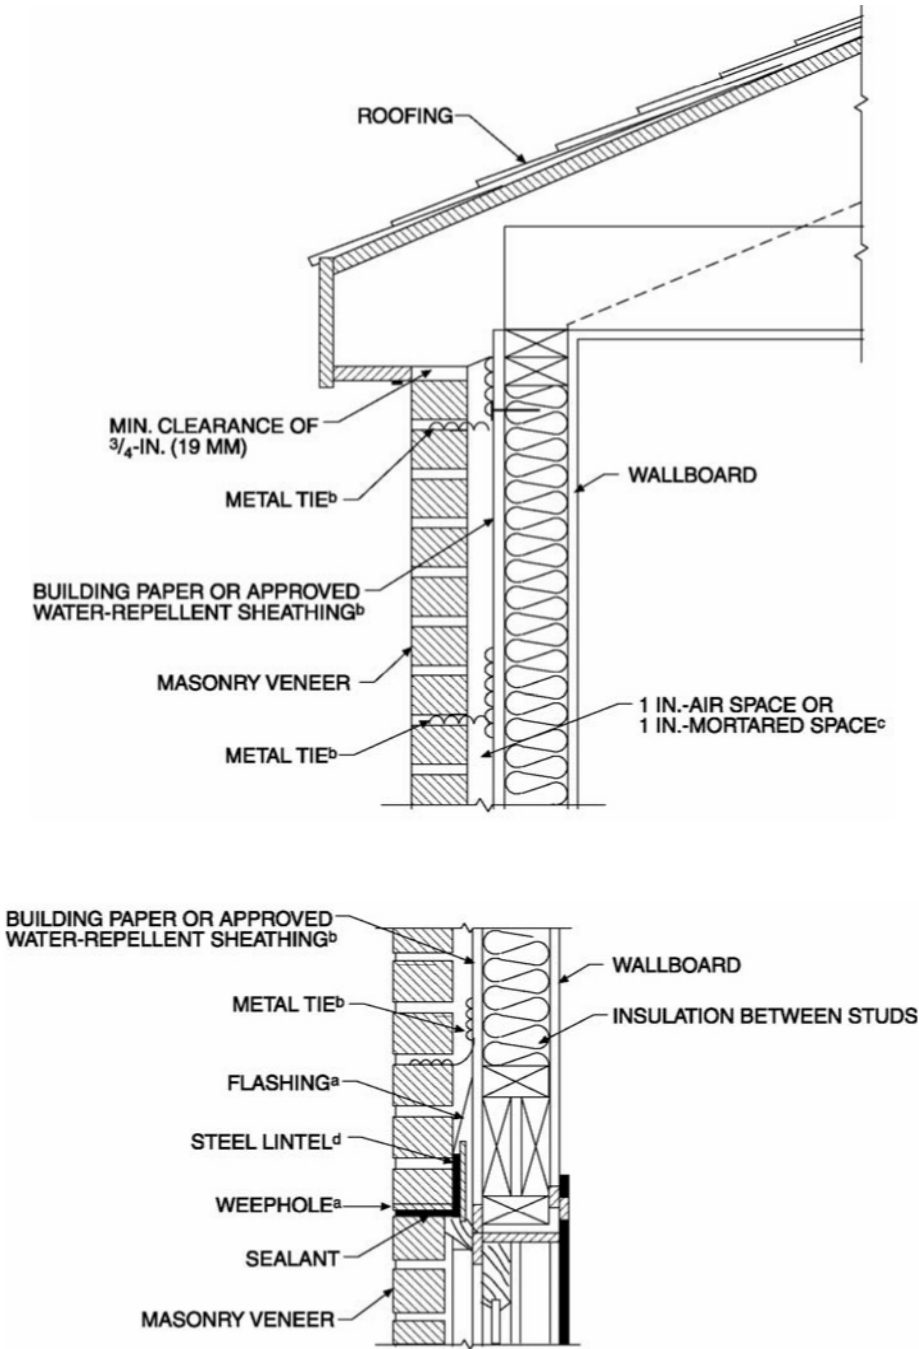 ROOFING
MIN. CLEARANCE OF
3/4-IN. (19 MM)
METAL TIEᵇ
WALLBOARD
BUILDING PAPER OR APPROVED
WATER-REPELLENT SHEATHINGᵇ
MASONRY VENEER
1 IN.-AIR SPACE OR
1 IN.-MORTARED SPACEᶜ
METAL TIEᵇ
BUILDING PAPER OR APPROVED
WATER-REPELLENT SHEATHINGᵇ
WALLBOARD
METAL TIEᵇ
INSULATION BETWEEN STUDS
FLASHINGᵃ
STEEL LINTELᵈ
WEEPHOLEᵃ
SEALANT
MASONRY VENEER